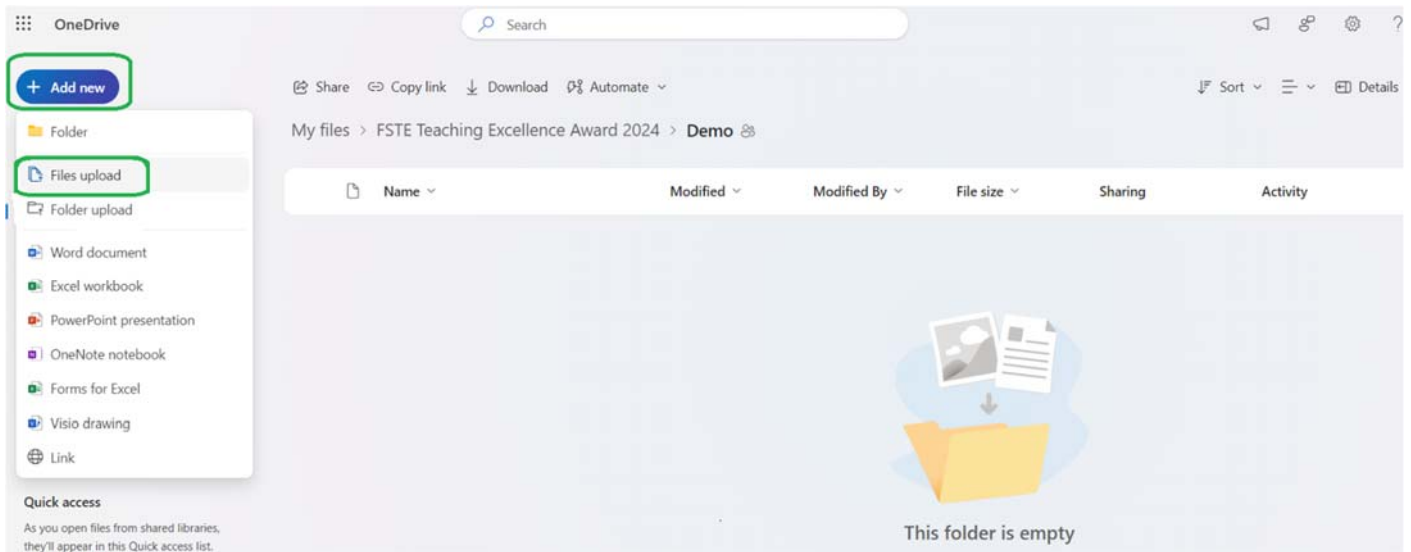 OneDrive
Search
?
+ Add new
Share Copy link Download Automate
Sort Details
Folder
My files > FSTE Teaching Excellence Award 2024 > Demo
Files upload
Name Modified Modified By File size Sharing Activity
Folder upload
Word document
Excel workbook
PowerPoint presentation
OneNote notebook
Forms for Excel
Visio drawing
Link
Quick access
As you open files from shared libraries,
they'll appear in this Quick access list.
This folder is empty